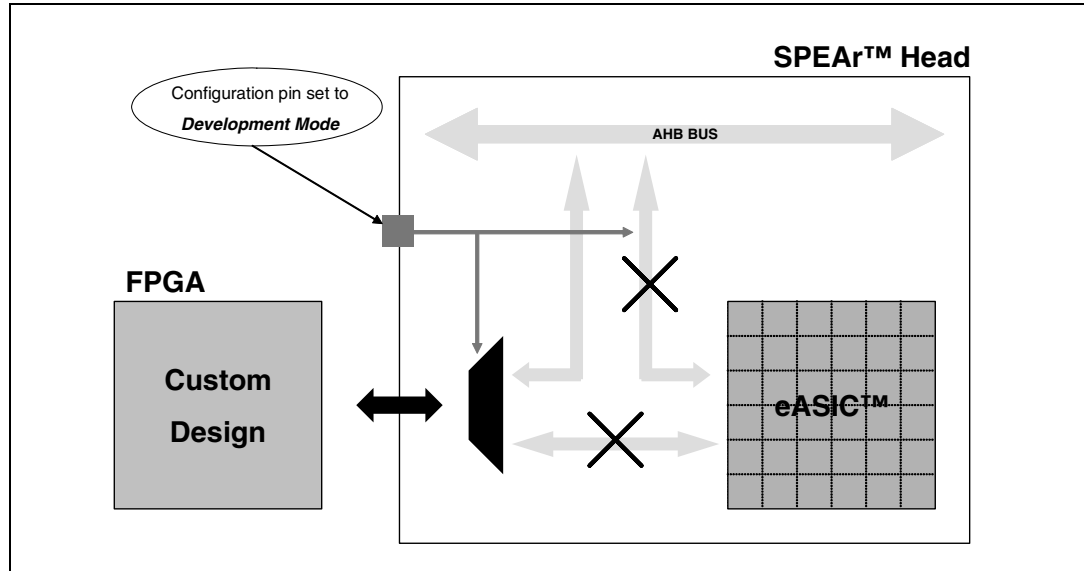 SPEAr™ Head
Configuration pin set to
Development Mode
AHB BUS
FPGA
Custom
Design
eASIC™